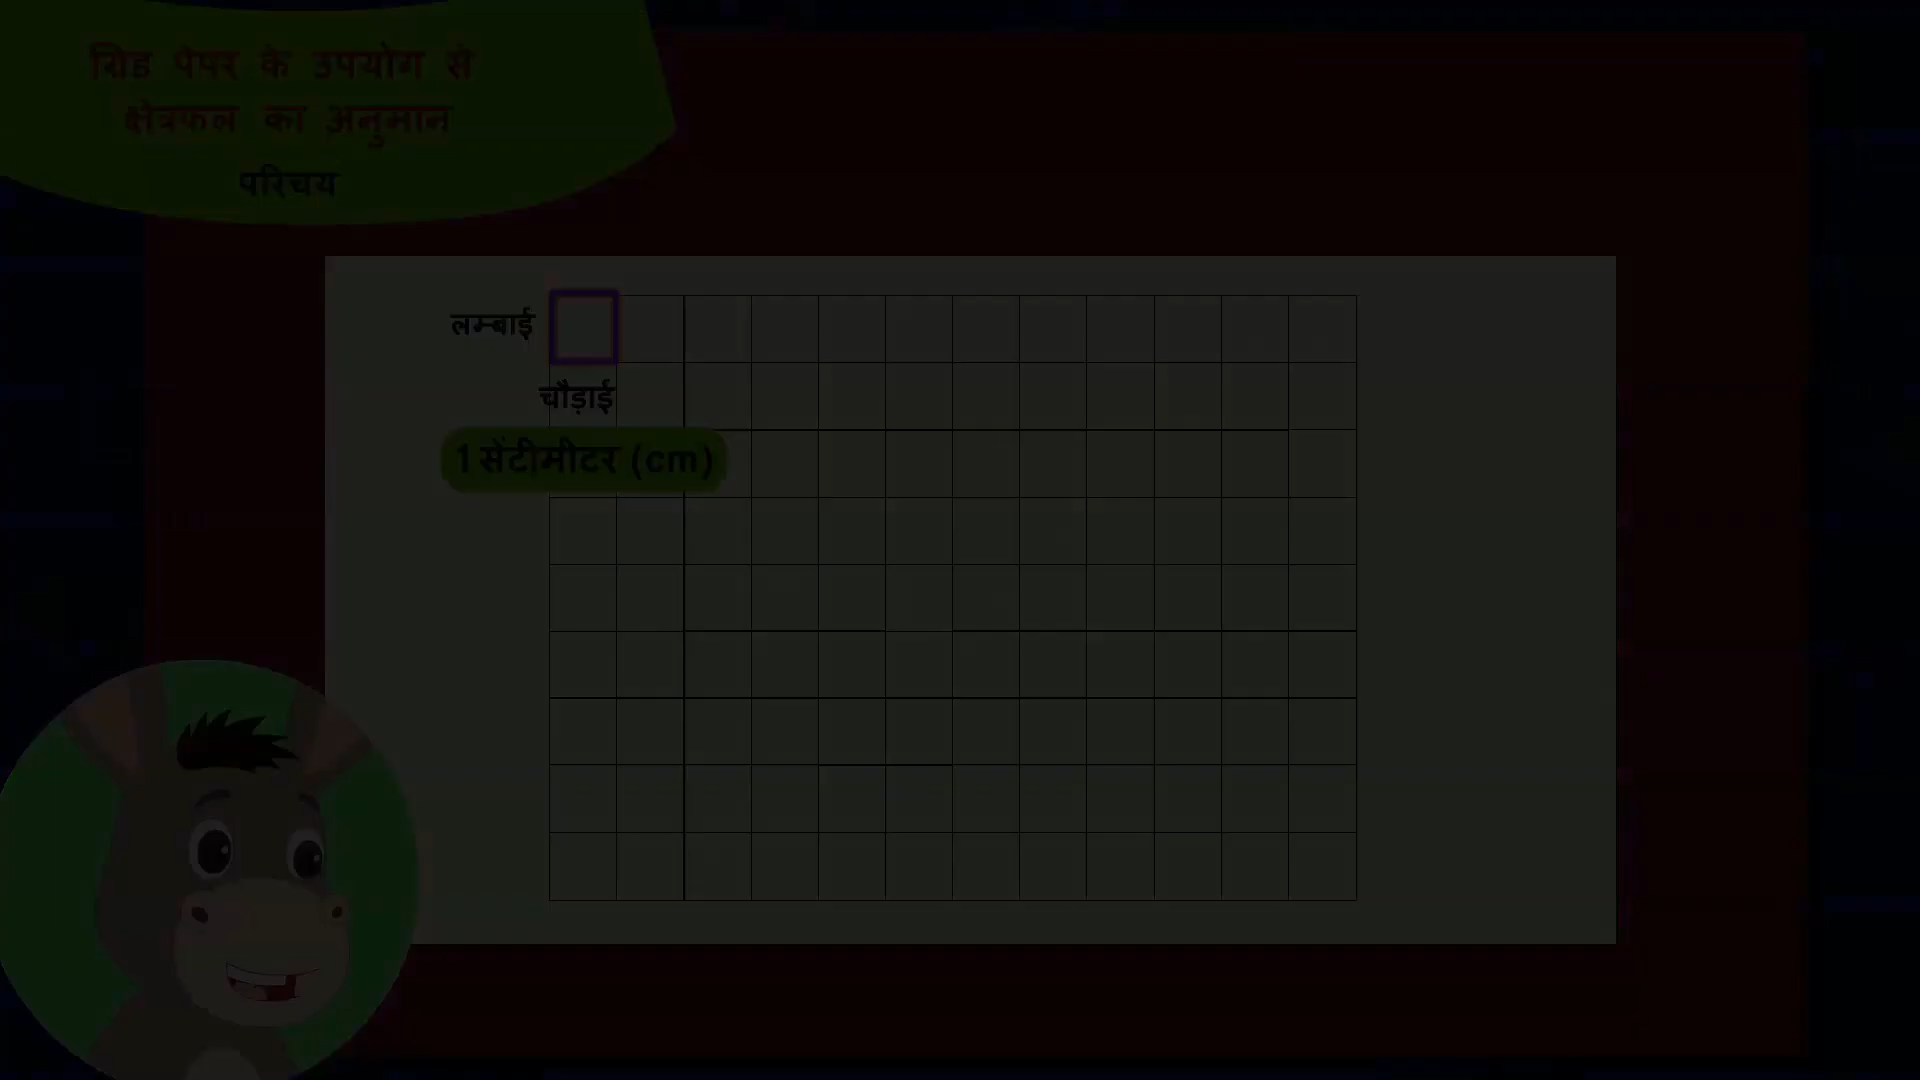 ग्रिड पेपर के उपयोग से
क्षेत्रफल का अनुमान
परिचय
लम्बाई
चौड़ाई
1 सेंटीमीटर (cm)